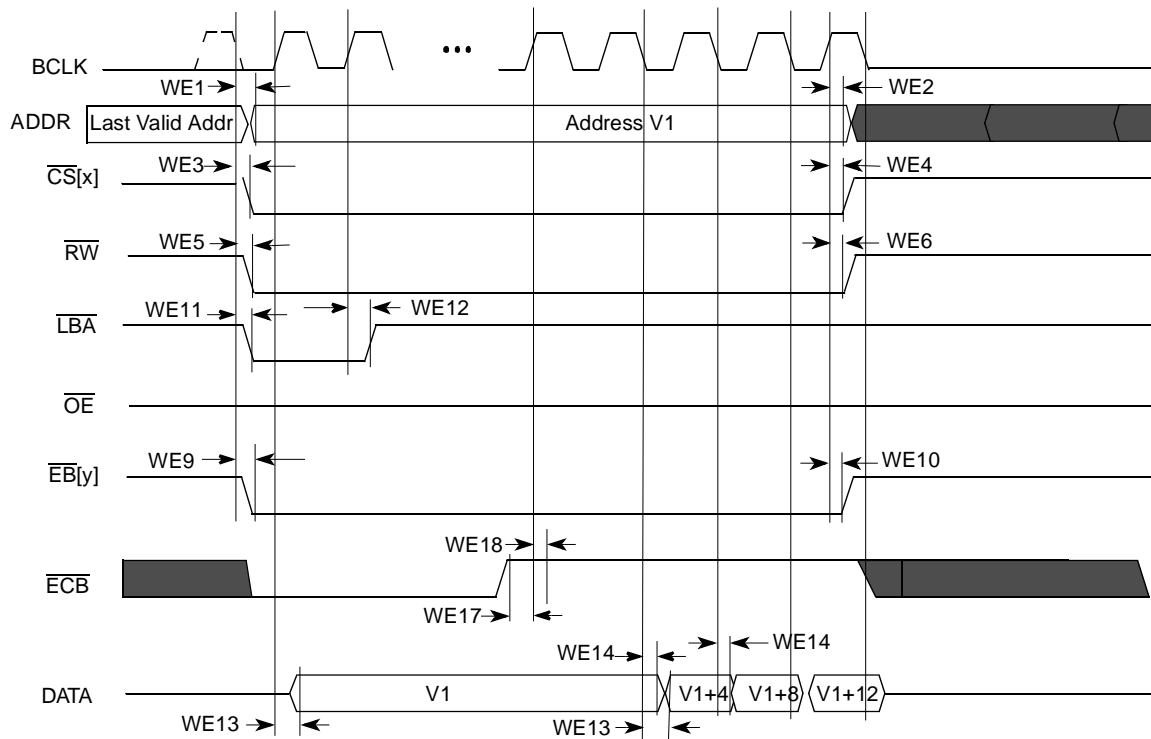 BCLK
•••
WE1
WE2
ADDR
Last Valid Addr
Address V1
WE3
WE4
CS[x]
WE5
WE6
RW
WE11
WE12
LBA
OE
WE9
WE10
EB[y]
WE18
ECB
WE17
WE14
WE14
DATA
V1
V1+4
V1+8
V1+12
WE13
WE13